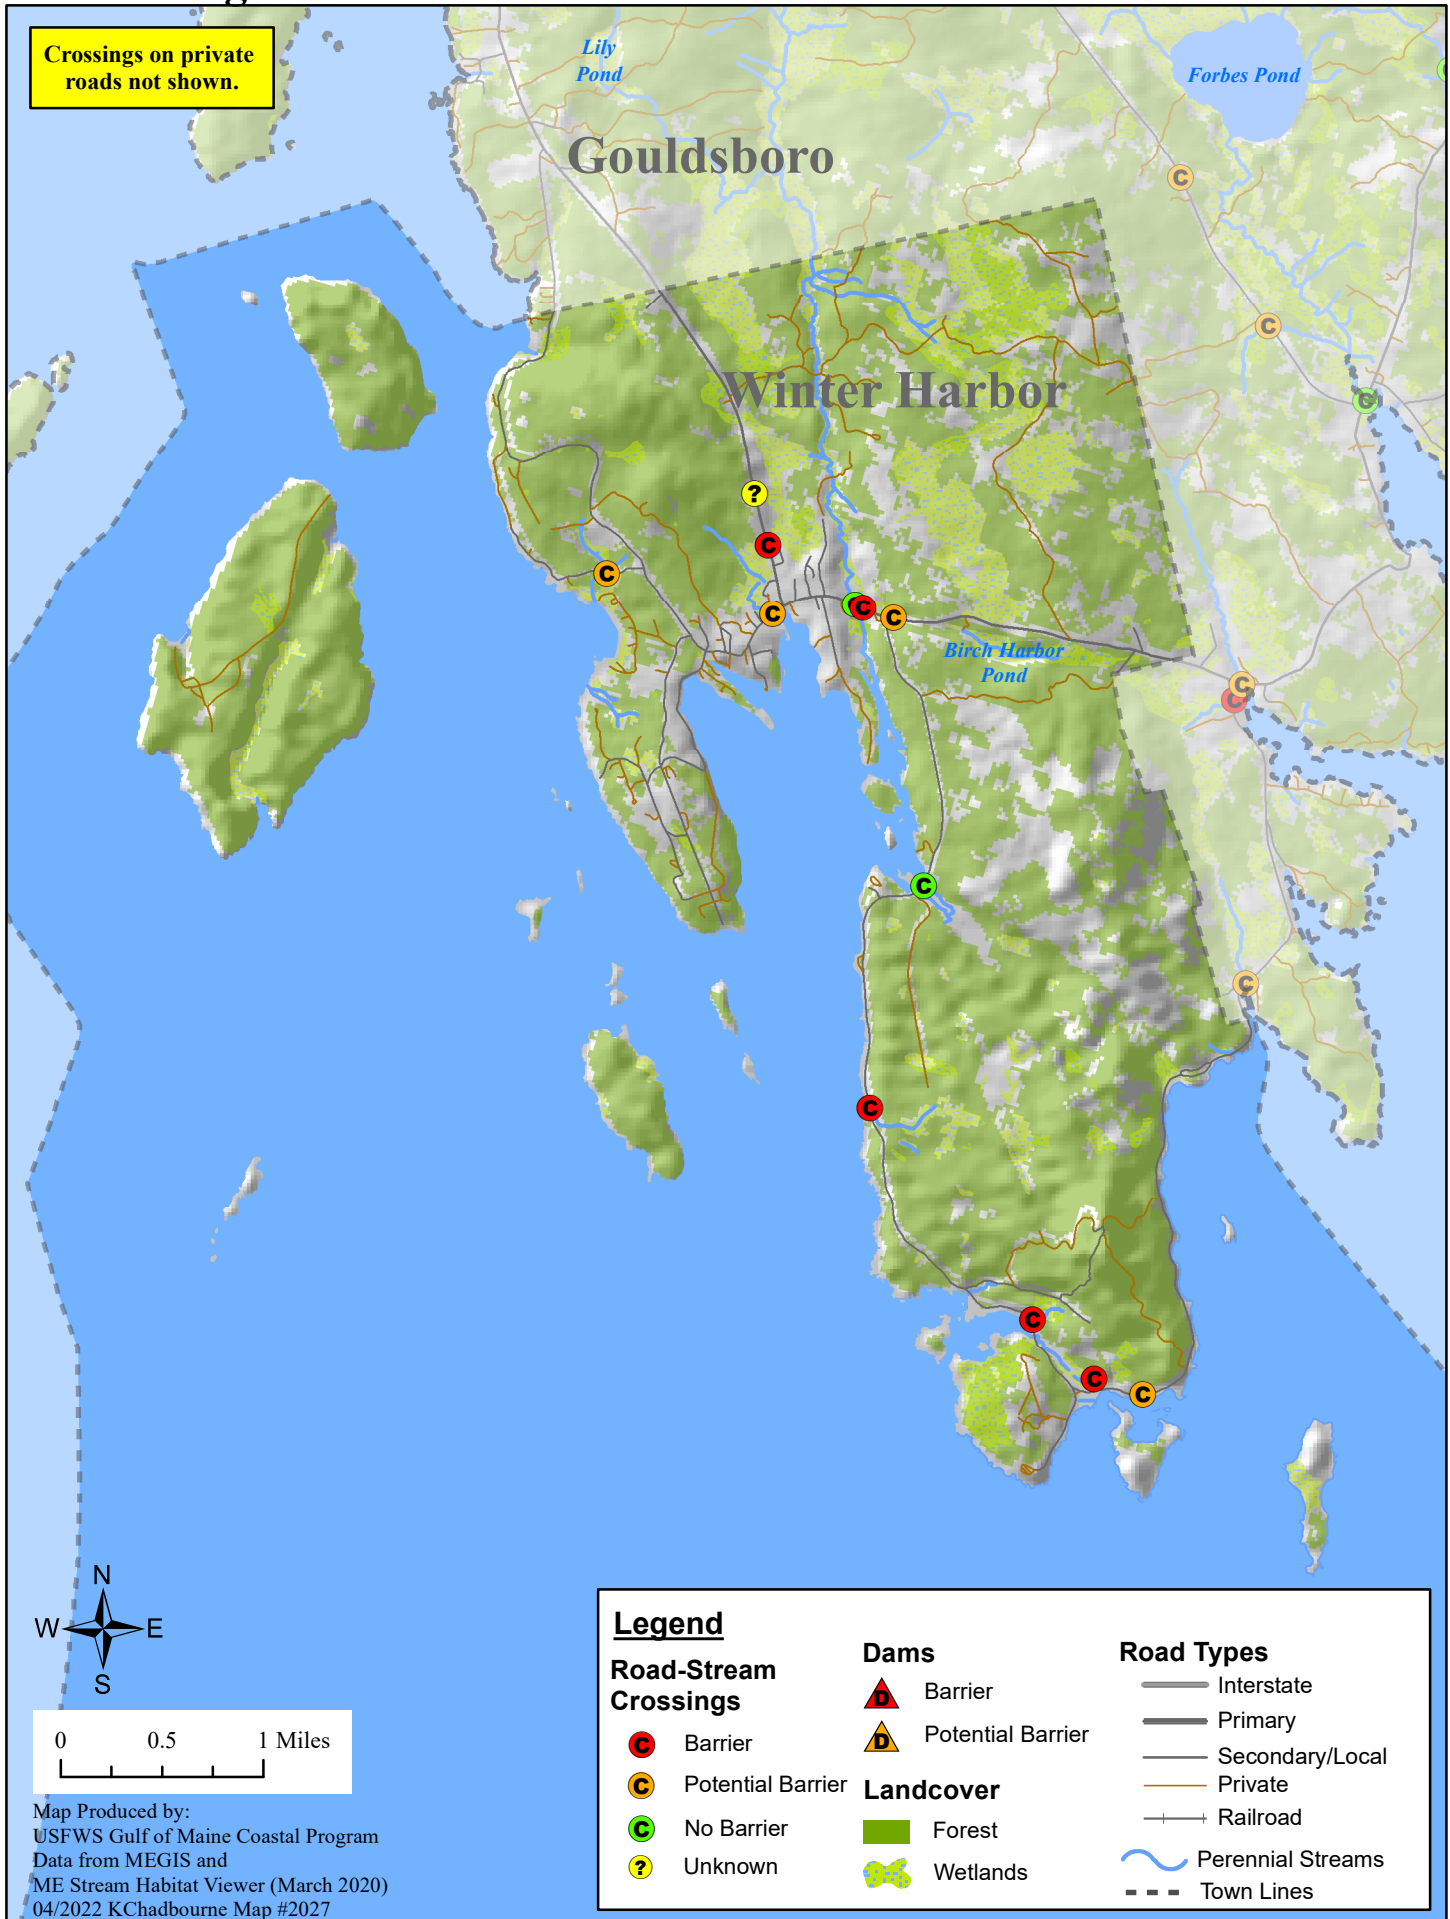 Crossings on private
roads not shown.
Lily
Pond
Forbes Pond
Gouldsboro
C
C
C
Winter Harbor
?
C
C
C
C
C
Birch Harbor
Pond
C
C
C
C
C
C
C
C
N
W E
S
0 0.5 1 Miles
Map Produced by:
USFWS Gulf of Maine Coastal Program
Data from MEGIS and
ME Stream Habitat Viewer (March 2020)
04/2022 KChadbourne Map #2027
Legend
Road-Stream
Crossings
C Barrier
C Potential Barrier
C No Barrier
? Unknown
Dams
D Barrier
D Potential Barrier
Landcover
Forest
Wetlands
Road Types
Interstate
Primary
Secondary/Local
Private
Railroad
Perennial Streams
Town Lines